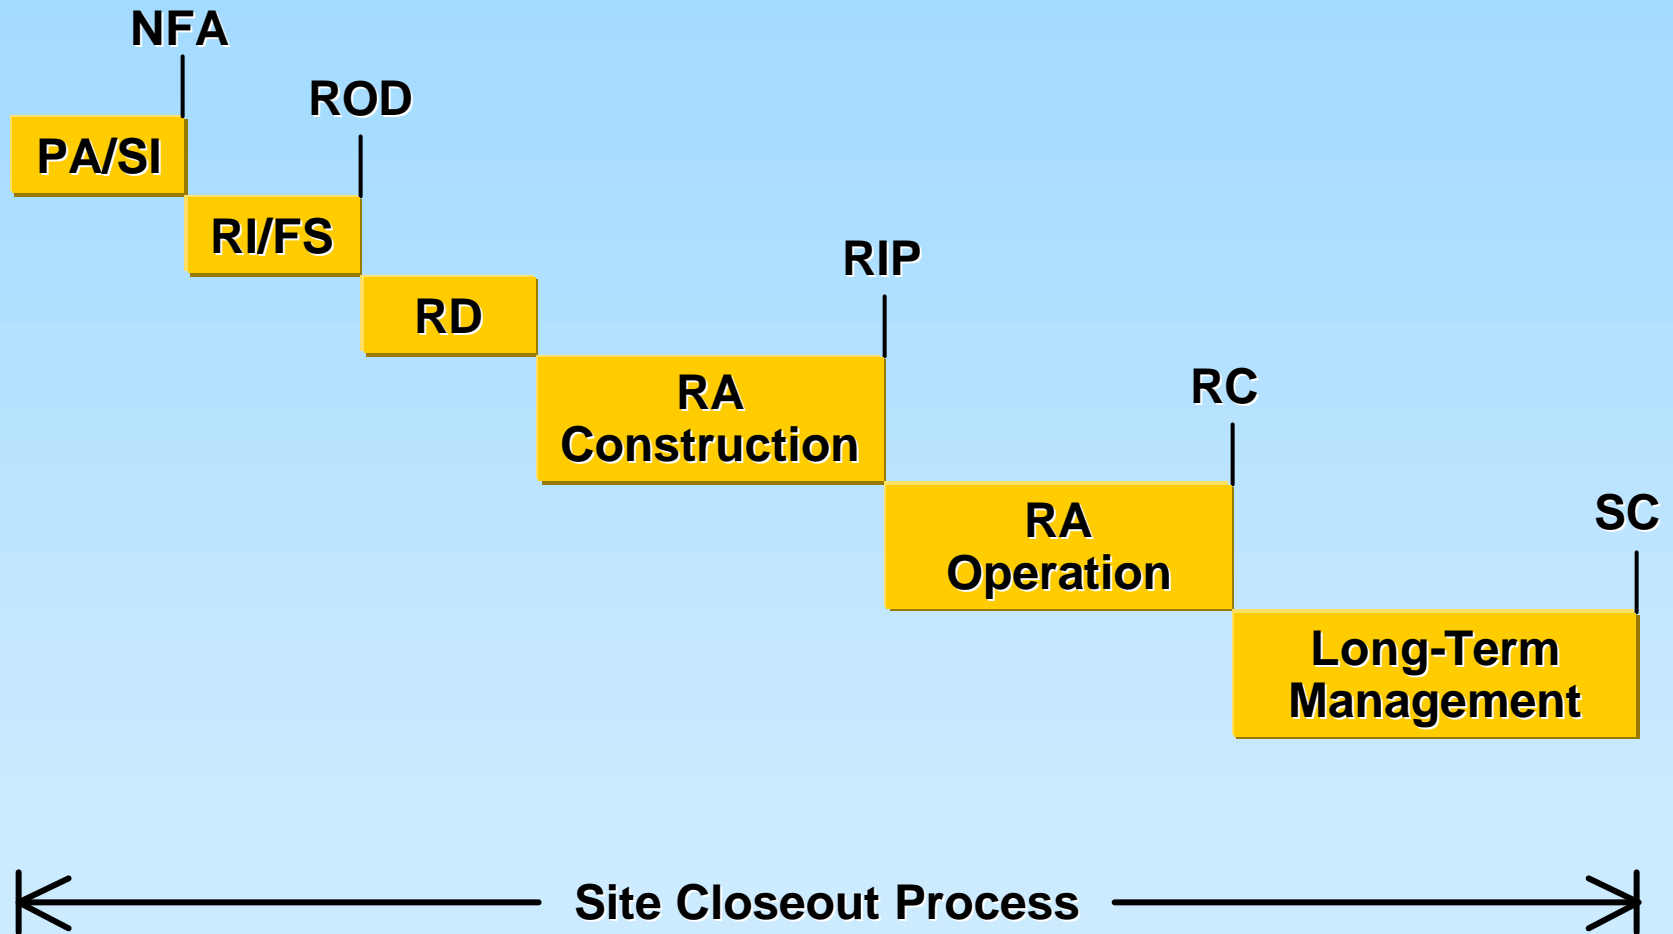 NFA
ROD
PA/SI
RI/FS
RIP
RD
RA
Construction
RC
RA
Operation
SC
Long-Term
Management
Site Closeout Process